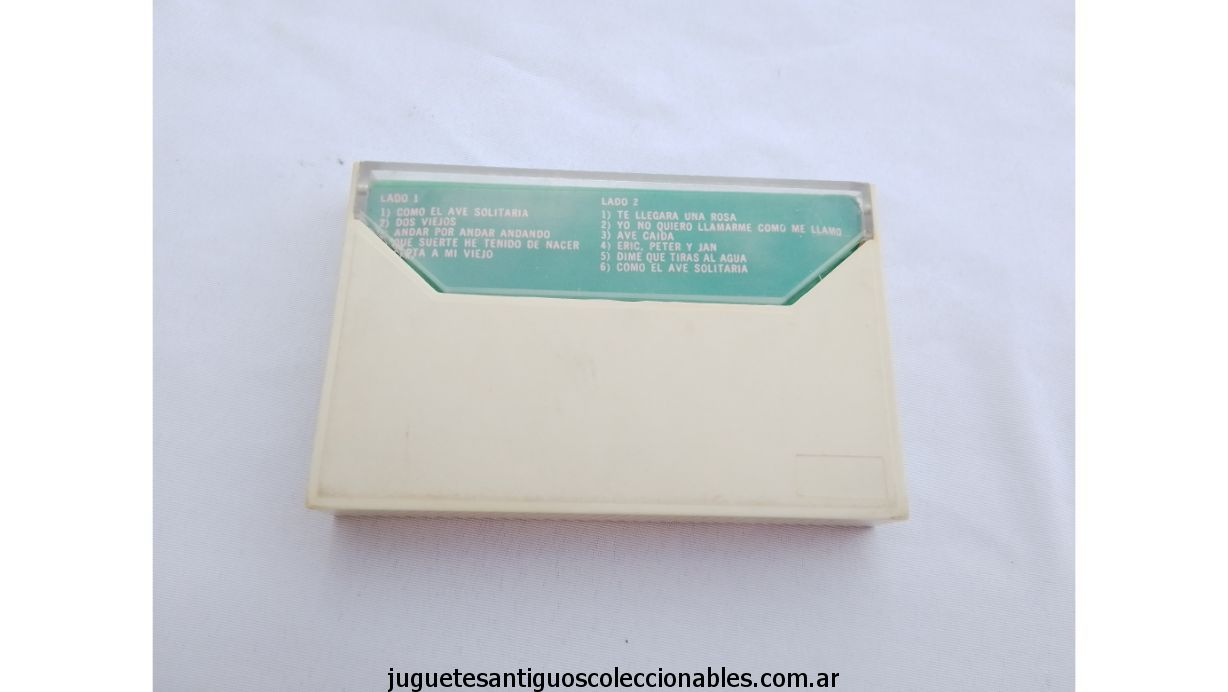 LADO 1
1) COMO EL AVE SOLITARIA
2) DOS VIEJOS
ANDAR POR ANDAR ANDANDO
QUE SUERTE HE TENIDO DE NACER
A MI VIEJO
LADO 2
1) TE LLEGARA UNA ROSA
2) YO NO QUIERO LLAMARME COMO ME LLAMO
3) AVE CAIDA
4) ERIC, PETER Y JAN
5) DIME QUE TIRAS AL AGUA
6) COMO EL AVE SOLITARIA
juguetesantiguoscoleccionables.com.ar